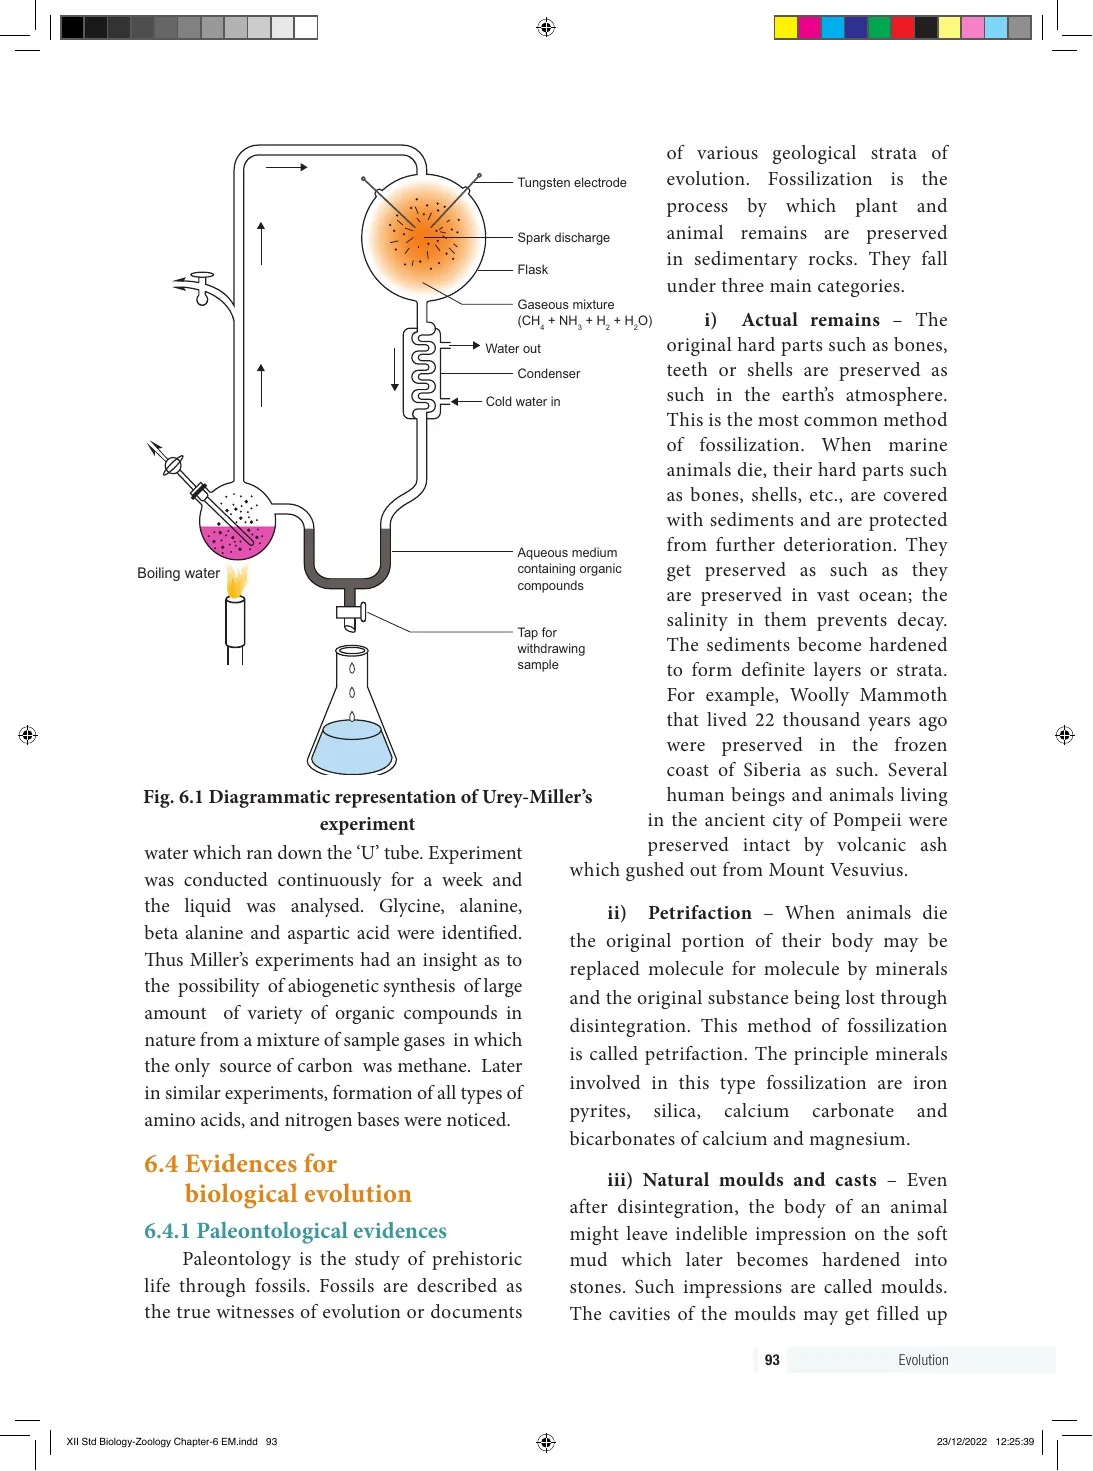 Tungsten electrode
Spark discharge
Flask
Gaseous mixture
(CH4 + NH3 + H2 + H2O)
Water out
Condenser
Cold water in
Boiling water
Aqueous medium
containing organic
compounds
Tap for
withdrawing
sample
Fig. 6.1 Diagrammatic representation of Urey-Miller’s
experiment
water which ran down the ‘U’ tube. Experiment
was conducted continuously for a week and
the liquid was analysed. Glycine, alanine,
beta alanine and aspartic acid were identified.
Thus Miller’s experiments had an insight as to
the possibility of abiogenetic synthesis of large
amount of variety of organic compounds in
nature from a mixture of sample gases in which
the only source of carbon was methane. Later
in similar experiments, formation of all types of
amino acids, and nitrogen bases were noticed.
6.4 Evidences for
biological evolution
6.4.1 Paleontological evidences
Paleontology is the study of prehistoric
life through fossils. Fossils are described as
the true witnesses of evolution or documents
of various geological strata of
evolution. Fossilization is the
process by which plant and
animal remains are preserved
in sedimentary rocks. They fall
under three main categories.
i) Actual remains – The
original hard parts such as bones,
teeth or shells are preserved as
such in the earth’s atmosphere.
This is the most common method
of fossilization. When marine
animals die, their hard parts such
as bones, shells, etc., are covered
with sediments and are protected
from further deterioration. They
get preserved as such as they
are preserved in vast ocean; the
salinity in them prevents decay.
The sediments become hardened
to form definite layers or strata.
For example, Woolly Mammoth
that lived 22 thousand years ago
were preserved in the frozen
coast of Siberia as such. Several
human beings and animals living
in the ancient city of Pompeii were
preserved intact by volcanic ash
which gushed out from Mount Vesuvius.
ii) Petrifaction – When animals die
the original portion of their body may be
replaced molecule for molecule by minerals
and the original substance being lost through
disintegration. This method of fossilization
is called petrifaction. The principle minerals
involved in this type fossilization are iron
pyrites, silica, calcium carbonate and
bicarbonates of calcium and magnesium.
iii) Natural moulds and casts – Even
after disintegration, the body of an animal
might leave indelible impression on the soft
mud which later becomes hardened into
stones. Such impressions are called moulds.
The cavities of the moulds may get filled up
93 Evolution
XII Std Biology-Zoology Chapter-6 EM.indd 93
23/12/2022 12:25:39